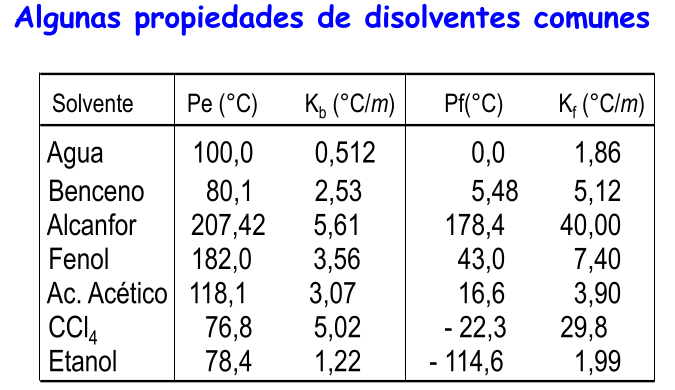 Algunas propiedades de disolventes comunes
Solvente Pe (°C) Kb (°C/m) Pf(°C) Kf (°C/m)
Agua 100,0 0,512 0,0 1,86
Benceno 80,1 2,53 5,48 5,12
Alcanfor 207,42 5,61 178,4 40,00
Fenol 182,0 3,56 43,0 7,40
Ac. Acético 118,1 3,07 16,6 3,90
CCl4 76,8 5,02 - 22,3 29,8
Etanol 78,4 1,22 - 114,6 1,99